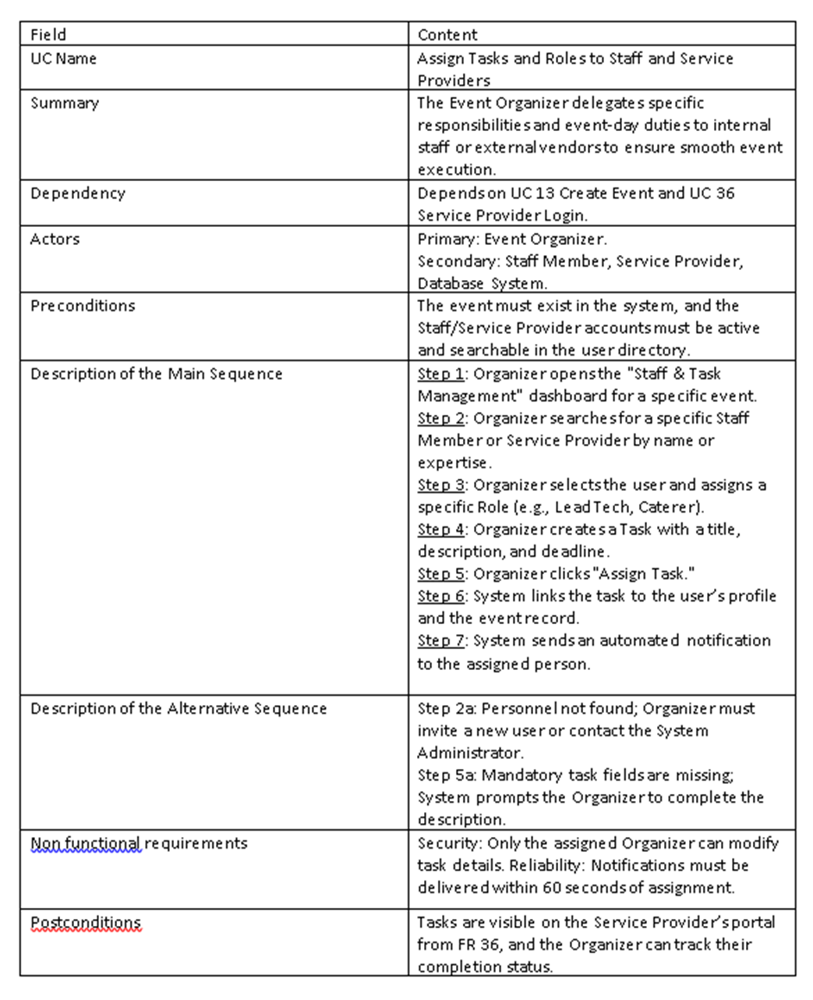 Field
Content
UC Name
Assign Tasks and Roles to Staff and Service
Providers
Summary
The Event Organizer delegates specific
responsibilities and event-day duties to internal
staff or external vendors to ensure smooth event
execution.
Dependency
Depends on UC 13 Create Event and UC 36
Service Provider Login.
Actors
Primary: Event Organizer.
Secondary: Staff Member, Service Provider,
Database System.
Preconditions
The event must exist in the system, and the
Staff/Service Provider accounts must be active
and searchable in the user directory.
Description of the Main Sequence
Step 1: Organizer opens the "Staff & Task
Management" dashboard for a specific event.
Step 2: Organizer searches for a specific Staff
Member or Service Provider by name or
expertise.
Step 3: Organizer selects the user and assigns a
specific Role (e.g., Lead Tech, Caterer).
Step 4: Organizer creates a Task with a title,
description, and deadline.
Step 5: Organizer clicks "Assign Task."
Step 6: System links the task to the user’s profile
and the event record.
Step 7: System sends an automated notification
to the assigned person.
Description of the Alternative Sequence
Step 2a: Personnel not found; Organizer must
invite a new user or contact the System
Administrator.
Step 5a: Mandatory task fields are missing;
System prompts the Organizer to complete the
description.
Non functional requirements
Security: Only the assigned Organizer can modify
task details. Reliability: Notifications must be
delivered within 60 seconds of assignment.
Postconditions
Tasks are visible on the Service Provider’s portal
from FR 36, and the Organizer can track their
completion status.